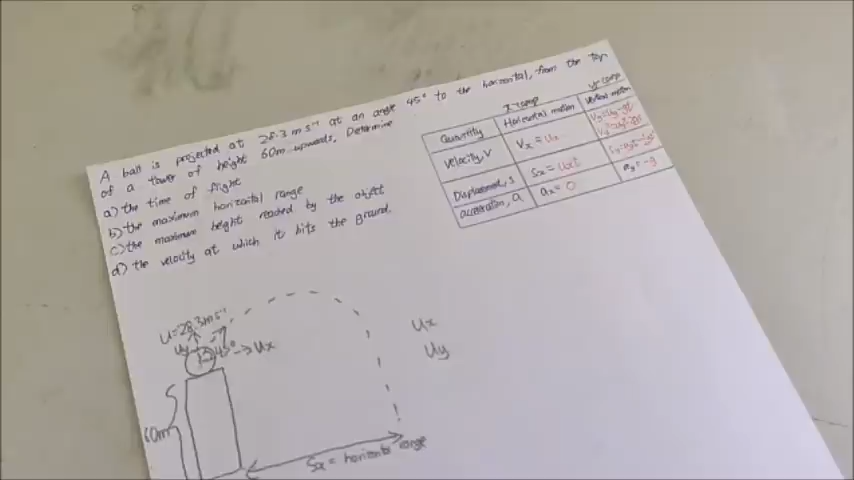 A ball is projected at 28.3 m s⁻¹ at an angle 45° to the horizontal, from the top
of a tower of height 60m upwards. Determine
a) the time of flight
b) the maximum horizontal range
c) the maximum height reached by the object
d) the velocity at which it hits the ground.
x comp
y comp
Quantity Horizontal motion Vertical motion
Velocity, V Vx = Ux
Displacement, s Sx = Uxt
acceleration, a ax = 0 ay = -g
U = 28.3 m s⁻¹
Uy
45° → Ux
60m
Sx = horizontal range
Ux
Uy